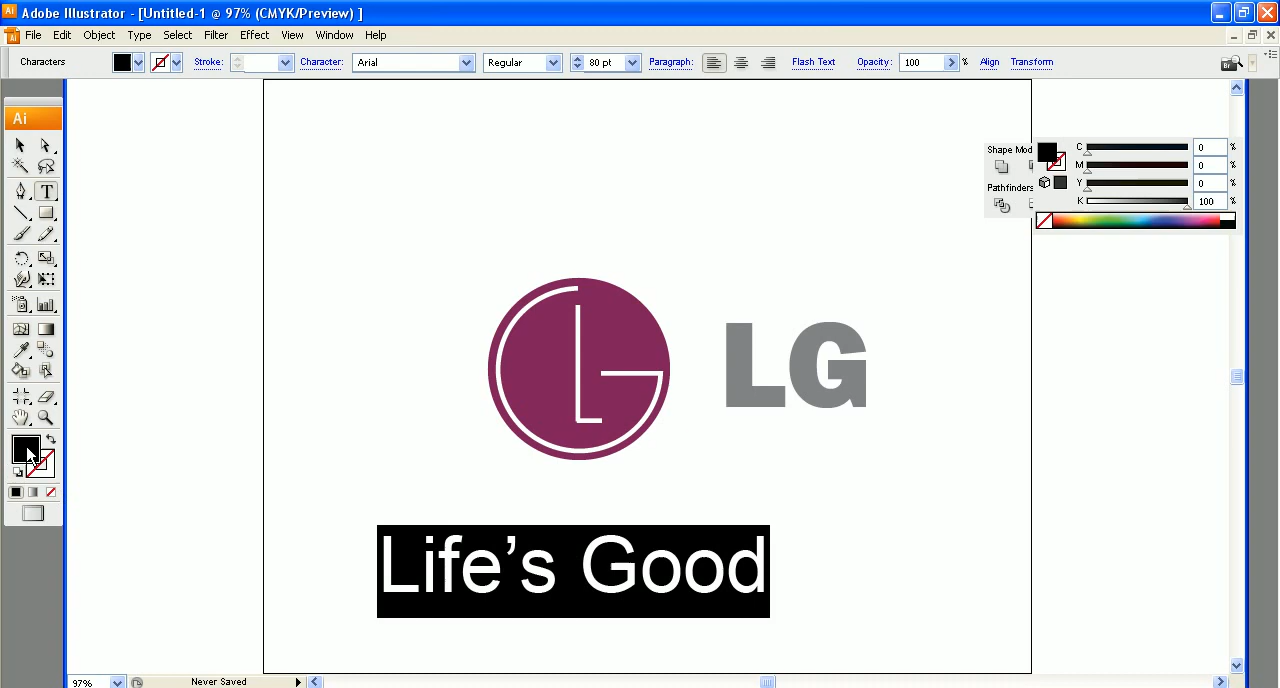 Adobe Illustrator - [Untitled-1 @ 97% (CMYK/Preview) ]
File Edit Object Type Select Filter Effect View Window Help
Characters Stroke: Character: Arial Regular 80 pt Paragraph: Flash Text Opacity: 100 % Align Transform
Ai
Shape Mod
Pathfinders
C 0 %
M 0 %
Y 0 %
K 100 %
LG
Life’s Good
97% Never Saved